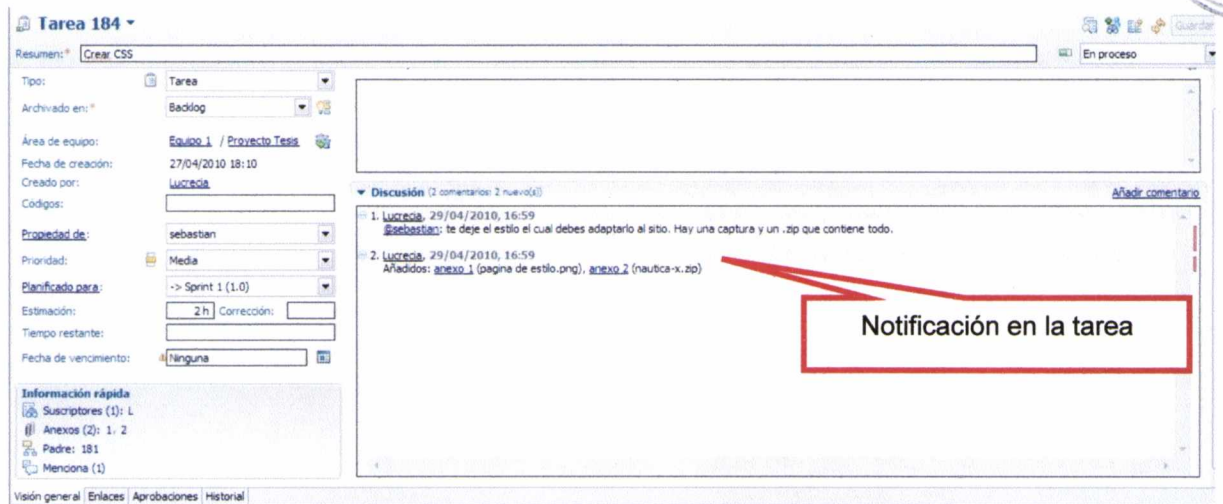 Tarea 184
Guardar
Resumen:* Crear CSS
En proceso
Tipo: Tarea
Archivado en:* Backlog
Área de equipo: Equipo 1 / Proyecto Tesis
Fecha de creación: 27/04/2010 18:10
Creado por: Lucrecia
Códigos:
Propiedad de: sebastian
Prioridad: Media
Planificado para: -> Sprint 1 (1.0)
Estimación: 2 h Corrección:
Tiempo restante:
Fecha de vencimiento: Ninguna
Información rápida
Suscriptores (1): L
Anexos (2): 1, 2
Padre: 181
Menciona (1)
Discusión (2 comentarios: 2 nuevo(s))
Añadir comentario
1. Lucrecia, 29/04/2010, 16:59
@sebastian: te deje el estilo el cual debes adaptarlo al sitio. Hay una captura y un .zip que contiene todo.
2. Lucrecia, 29/04/2010, 16:59
Añadidos: anexo 1 (pagina de estilo.png), anexo 2 (nautica-x.zip)
Notificación en la tarea
Visión general Enlaces Aprobaciones Historial